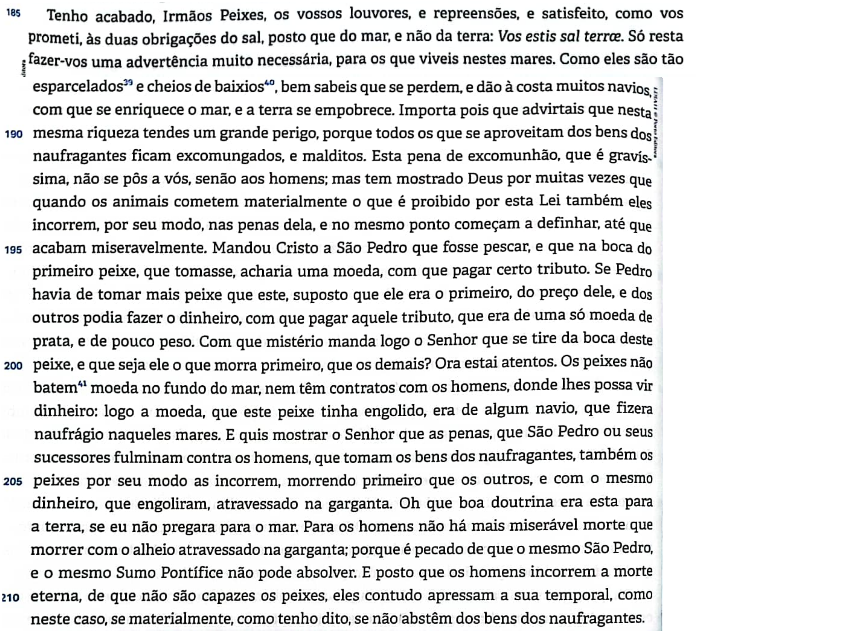 185 Tenho acabado, Irmãos Peixes, os vossos louvores, e repreensões, e satisfeito, como vos
prometi, às duas obrigações do sal, posto que do mar, e não da terra: Vos estis sal terræ. Só resta
fazer-vos uma advertência muito necessária, para os que viveis nestes mares. Como eles são tão
esparcelados³⁹ e cheios de baixios⁴⁰, bem sabeis que se perdem, e dão à costa muitos navios,
com que se enriquece o mar, e a terra se empobrece. Importa pois que advirtais que nesta
190 mesma riqueza tendes um grande perigo, porque todos os que se aproveitam dos bens dos
naufragantes ficam excomungados, e malditos. Esta pena de excomunhão, que é gravís-
sima, não se pôs a vós, senão aos homens; mas tem mostrado Deus por muitas vezes que
quando os animais cometem materialmente o que é proibido por esta Lei também eles
incorrem, por seu modo, nas penas dela, e no mesmo ponto começam a definhar, até que
195 acabam miseravelmente. Mandou Cristo a São Pedro que fosse pescar, e que na boca do
primeiro peixe, que tomasse, acharia uma moeda, com que pagar certo tributo. Se Pedro
havia de tomar mais peixe que este, suposto que ele era o primeiro, do preço dele, e dos
outros podia fazer o dinheiro, com que pagar aquele tributo, que era de uma só moeda de
prata, e de pouco peso. Com que mistério manda logo o Senhor que se tire da boca deste
200 peixe, e que seja ele o que morra primeiro, que os demais? Ora estai atentos. Os peixes não
batem⁴¹ moeda no fundo do mar, nem têm contratos com os homens, donde lhes possa vir
dinheiro: logo a moeda, que este peixe tinha engolido, era de algum navio, que fizera
naufrágio naqueles mares. E quis mostrar o Senhor que as penas, que São Pedro ou seus
sucessores fulminam contra os homens, que tomam os bens dos naufragantes, também os
205 peixes por seu modo as incorrem, morrendo primeiro que os outros, e com o mesmo
dinheiro, que engoliram, atravessado na garganta. Oh que boa doutrina era esta para
a terra, se eu não pregara para o mar. Para os homens não há mais miserável morte que
morrer com o alheio atravessado na garganta; porque é pecado de que o mesmo São Pedro,
e o mesmo Sumo Pontífice não pode absolver. E posto que os homens incorrem a morte
210 eterna, de que não são capazes os peixes, eles contudo apressam a sua temporal, como
neste caso, se materialmente, como tenho dito, se não abstêm dos bens dos naufragantes.